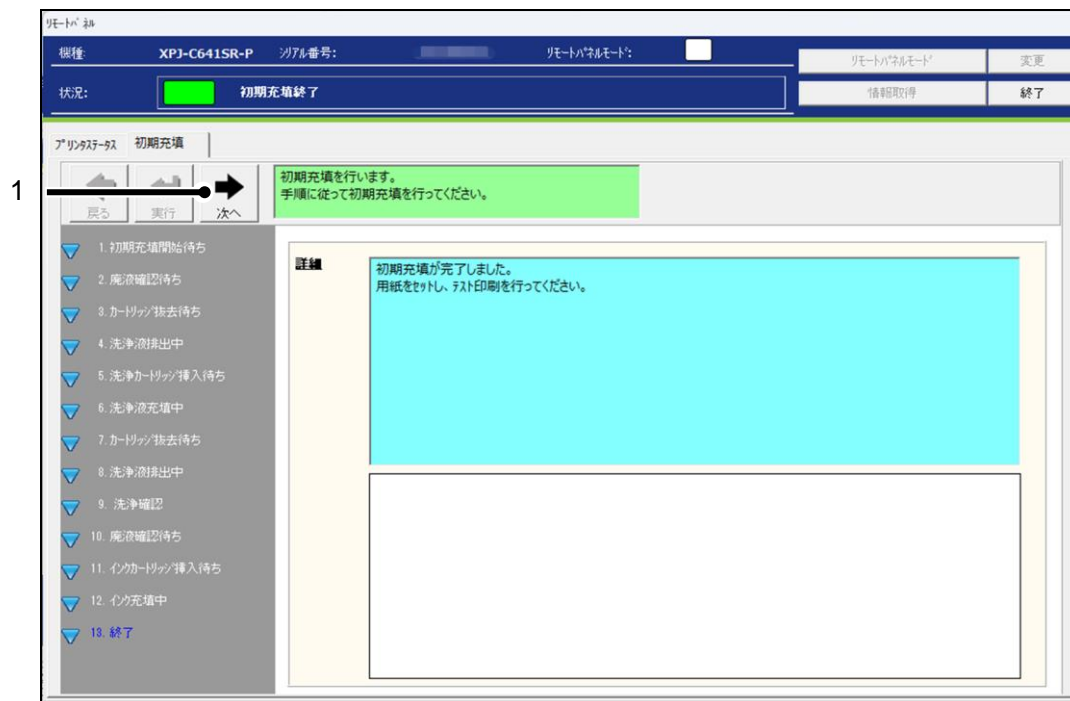 リモートパネル
機種: XPJ-C641SR-P シリアル番号: リモートパネルモード:
リモートパネルモード 変更
状況: 初期充填終了
情報取得 終了
プリンタステータス 初期充填
1
戻る 実行 次へ
初期充填を行います。
手順に従って初期充填を行ってください。
1.初期充填開始待ち
2.廃液確認待ち
3.カートリッジ抜去待ち
4.洗浄液排出中
5.洗浄カートリッジ挿入待ち
6.洗浄液充填中
7.カートリッジ抜去待ち
8.洗浄液排出中
9. 洗浄確認
10. 廃液確認待ち
11. インクカートリッジ挿入待ち
12. インク充填中
13. 終了
詳細
初期充填が完了しました。
用紙をセットし、テスト印刷を行ってください。